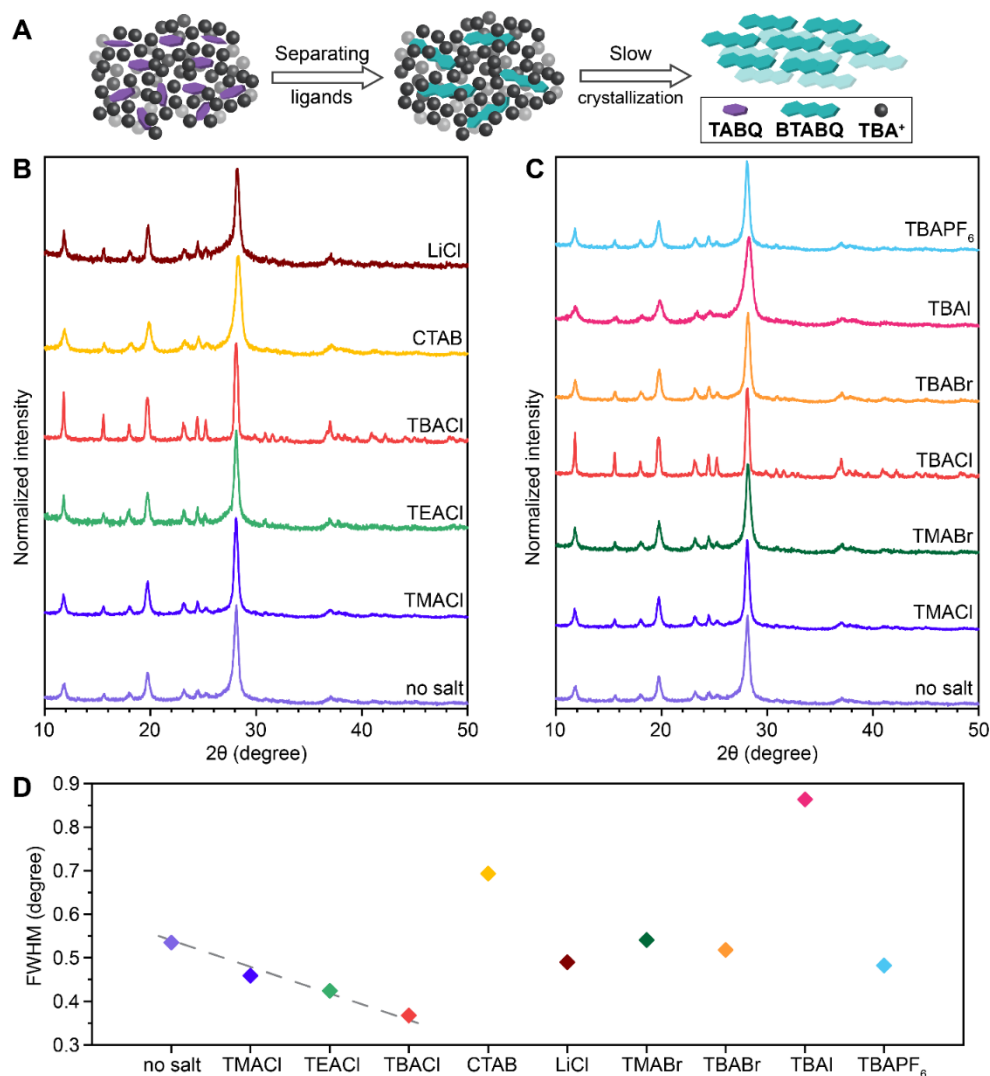 A
Separating
ligands
Slow
crystallization
TABQ BTABQ TBA⁺
B
LiCl
CTAB
TBACl
TEACl
TMACl
no salt
Normalized intensity
10 20 30 40 50
2θ (degree)
C
TBAPF₆
TBAI
TBABr
TBACl
TMABr
TMACl
no salt
Normalized intensity
10 20 30 40 50
2θ (degree)
D
0.9
0.8
0.7
0.6
0.5
0.4
0.3
FWHM (degree)
no salt TMACl TEACl TBACl CTAB LiCl TMABr TBABr TBAI TBAPF₆